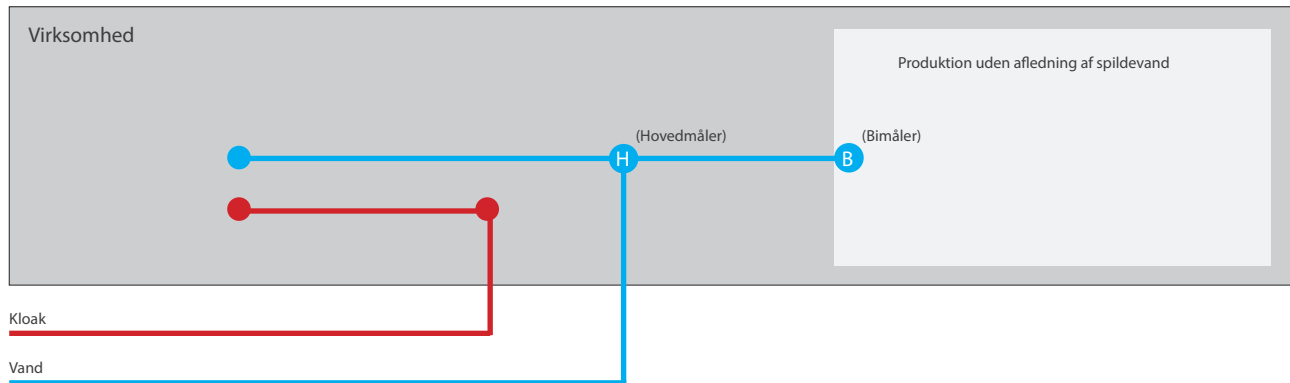 Virksomhed
Produktion uden afledning af spildevand
(Hovedmåler)
(Bimåler)
H
B
Kloak
Vand